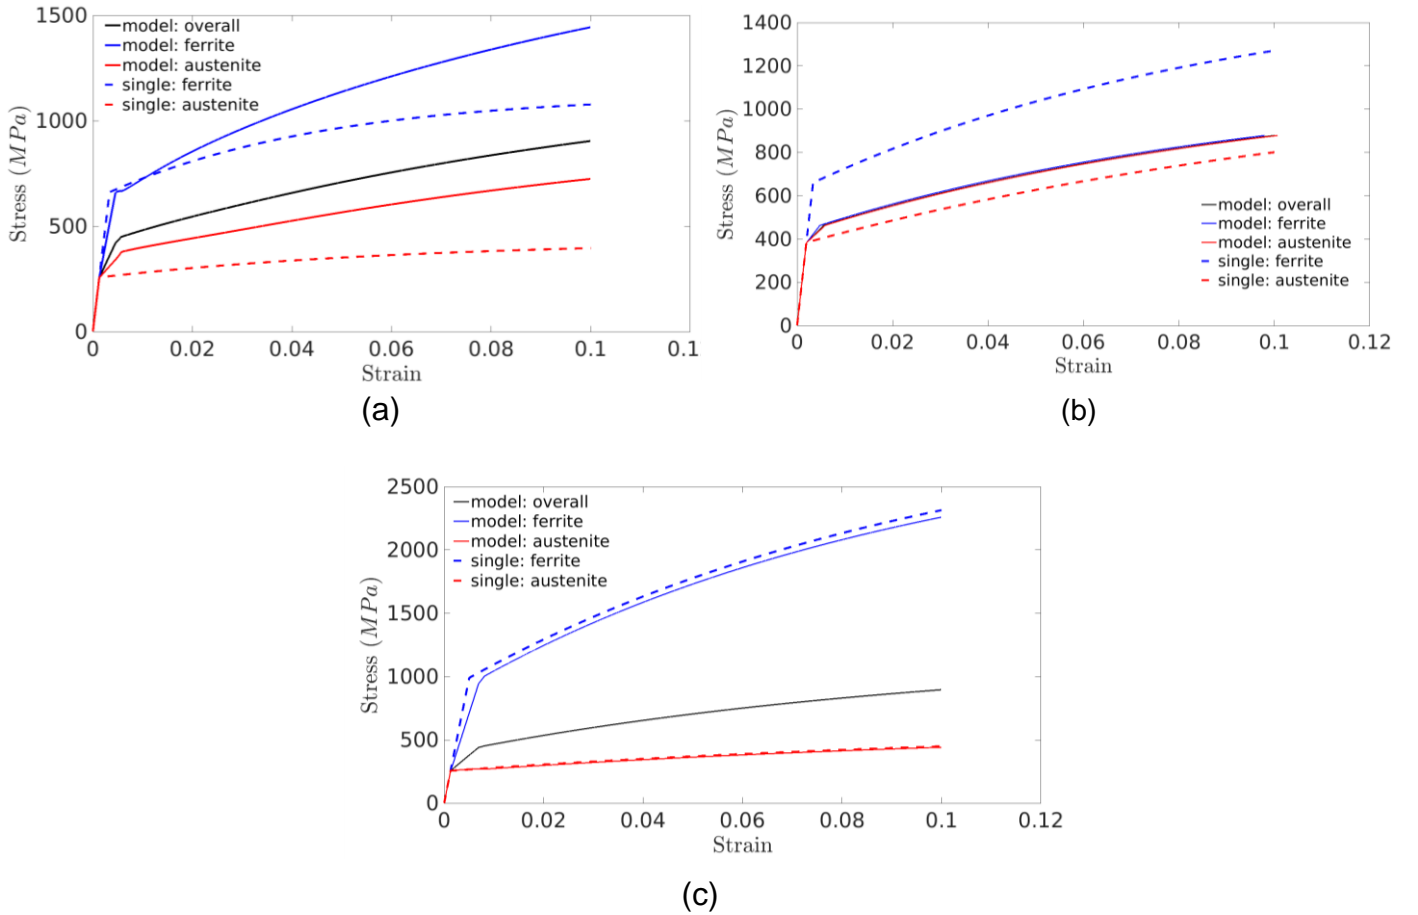 1500
1000
500
0
Stress (MPa)
model: overall
model: ferrite
model: austenite
single: ferrite
single: austenite
0 0.02 0.04 0.06 0.08 0.1 0.1
Strain
(a)
1400
1200
1000
800
600
400
200
0
Stress (MPa)
model: overall
model: ferrite
model: austenite
single: ferrite
single: austenite
0 0.02 0.04 0.06 0.08 0.1 0.12
Strain
(b)
2500
2000
1500
1000
500
0
Stress (MPa)
model: overall
model: ferrite
model: austenite
single: ferrite
single: austenite
0 0.02 0.04 0.06 0.08 0.1 0.12
Strain
(c)